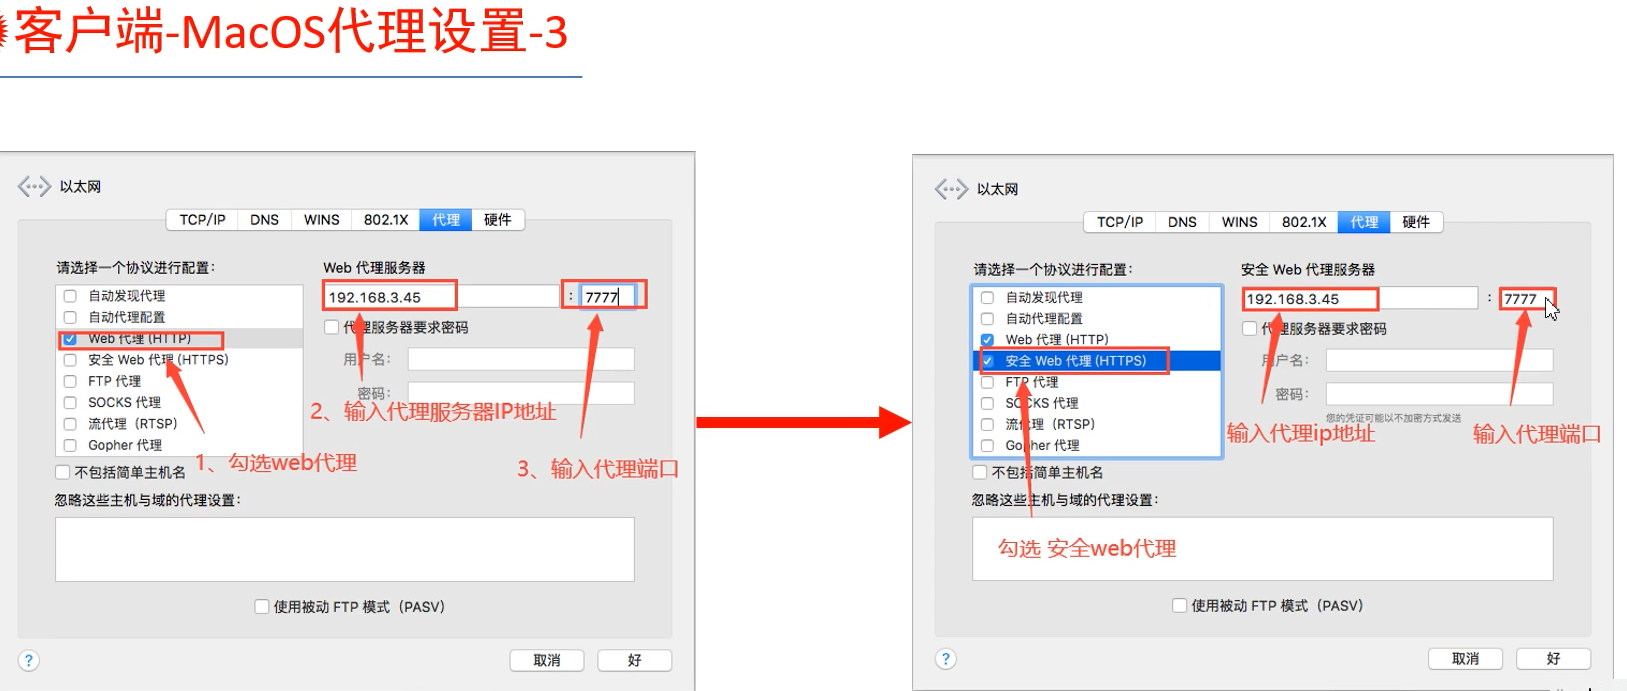 客户端-MacOS代理设置-3
以太网
TCP/IP DNS WINS 802.1X 代理 硬件
请选择一个协议进行配置：
自动发现代理
自动代理配置
Web 代理 (HTTP)
安全 Web 代理 (HTTPS)
FTP 代理
SOCKS 代理
流代理（RTSP）
Gopher 代理
Web 代理服务器
192.168.3.45 : 7777
代理服务器要求密码
用户名：
密码：
2、输入代理服务器IP地址
1、勾选web代理
3、输入代理端口
不包括简单主机名
忽略这些主机与域的代理设置：
使用被动 FTP 模式（PASV）
?
取消 好
以太网
TCP/IP DNS WINS 802.1X 代理 硬件
请选择一个协议进行配置：
自动发现代理
自动代理配置
Web 代理 (HTTP)
安全 Web 代理 (HTTPS)
FTP 代理
SOCKS 代理
流代理（RTSP）
Gopher 代理
安全 Web 代理服务器
192.168.3.45 : 7777
代理服务器要求密码
用户名：
密码：
您的凭证可能以不加密方式发送
输入代理ip地址
输入代理端口
不包括简单主机名
忽略这些主机与域的代理设置：
勾选 安全web代理
使用被动 FTP 模式（PASV）
?
取消 好